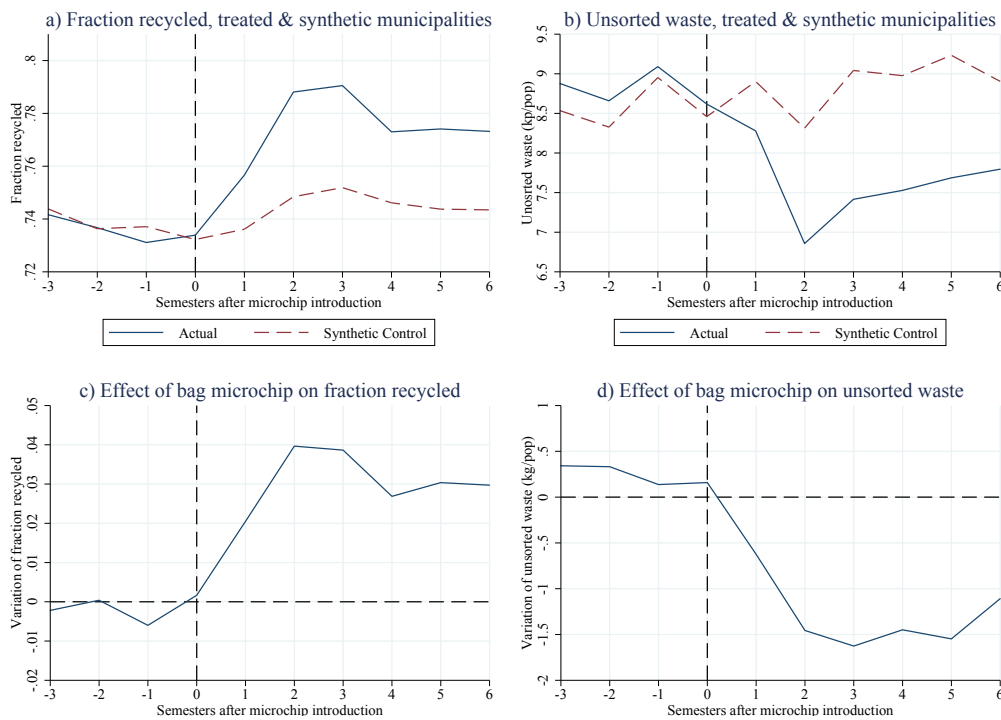 a) Fraction recycled, treated & synthetic municipalities
Fraction recycled
.72 .74 .76 .78 .8
-3 -2 -1 0 1 2 3 4 5 6
Semesters after microchip introduction
Actual Synthetic Control
b) Unsorted waste, treated & synthetic municipalities
Unosrted waste (kp/pop)
6.5 7 7.5 8 8.5 9 9.5
-3 -2 -1 0 1 2 3 4 5 6
Semesters after microchip introduction
Actual Synthetic Control
c) Effect of bag microchip on fraction recycled
Variation of fraction recycled
-.02 -.01 0 .01 .02 .03 .04 .05
-3 -2 -1 0 1 2 3 4 5 6
Semesters after microchip introduction
d) Effect of bag microchip on unsorted waste
Variation of unsorted waste (kg/pop)
-2 -1.5 -1 -.5 0 .5 1
-3 -2 -1 0 1 2 3 4 5 6
Semesters after microchip introduction